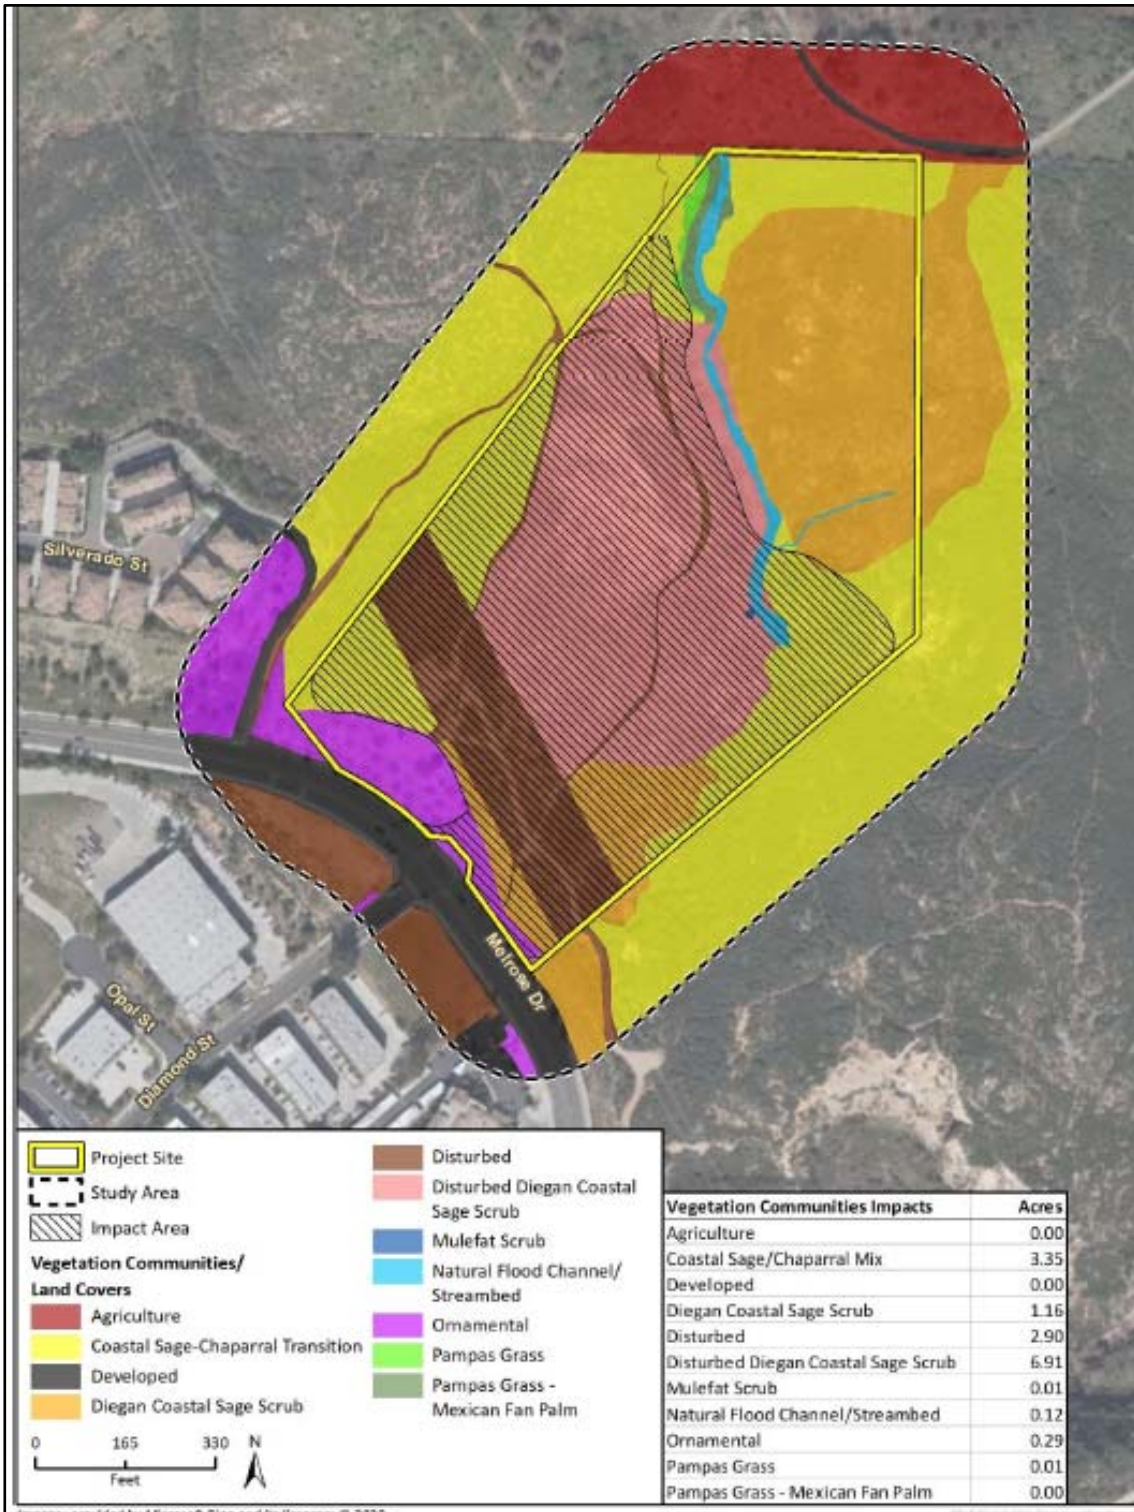 Silverado St
Melrose Dr
Opal St
Diamond St
Project Site
Study Area
Impact Area
Vegetation Communities/
Land Covers
Agriculture
Coastal Sage-Chaparral Transition
Developed
Diegan Coastal Sage Scrub
Disturbed
Disturbed Diegan Coastal
Sage Scrub
Mulefat Scrub
Natural Flood Channel/
Streambed
Ornamental
Pampas Grass
Pampas Grass -
Mexican Fan Palm
0 165 330 N
Feet
Vegetation Communities Impacts Acres
Agriculture 0.00
Coastal Sage/Chaparral Mix 3.35
Developed 0.00
Diegan Coastal Sage Scrub 1.16
Disturbed 2.90
Disturbed Diegan Coastal Sage Scrub 6.91
Mulefat Scrub 0.01
Natural Flood Channel/Streambed 0.12
Ornamental 0.29
Pampas Grass 0.01
Pampas Grass - Mexican Fan Palm 0.00